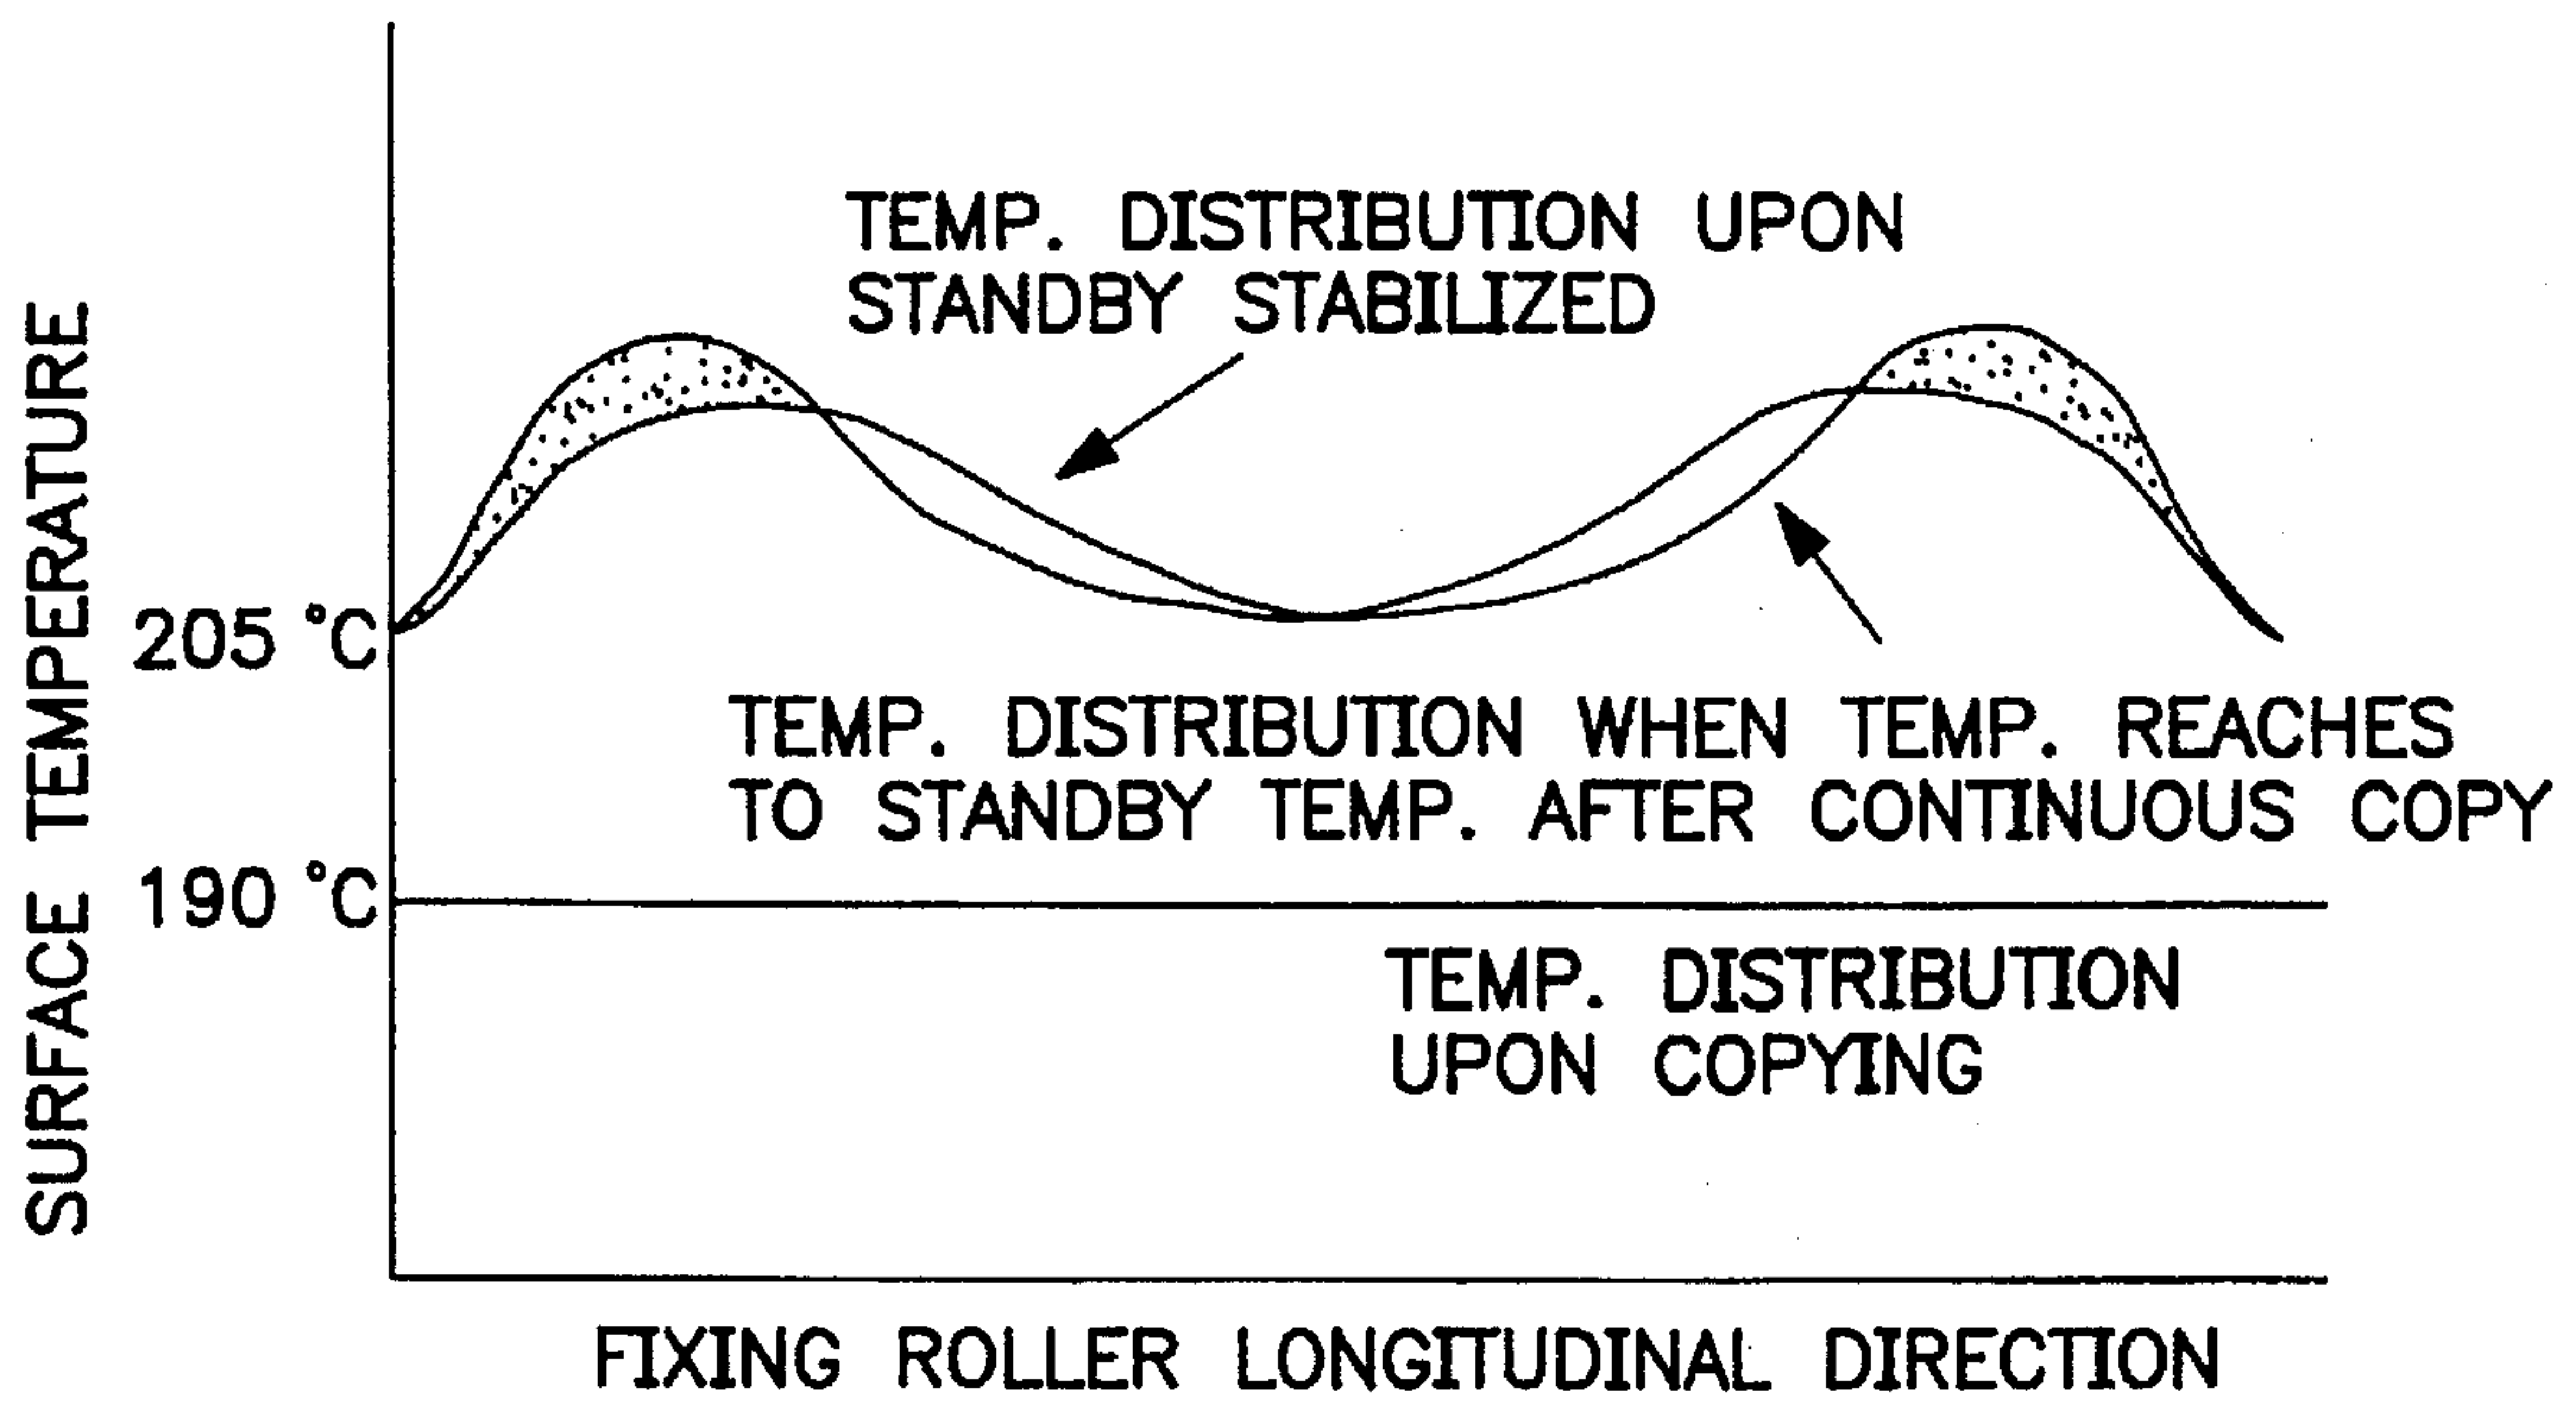 TEMP. DISTRIBUTION UPON
STANDBY STABILIZED
SURFACE TEMPERATURE
205 °C
TEMP. DISTRIBUTION WHEN TEMP. REACHES
TO STANDBY TEMP. AFTER CONTINUOUS COPY
190 °C
TEMP. DISTRIBUTION
UPON COPYING
FIXING ROLLER LONGITUDINAL DIRECTION